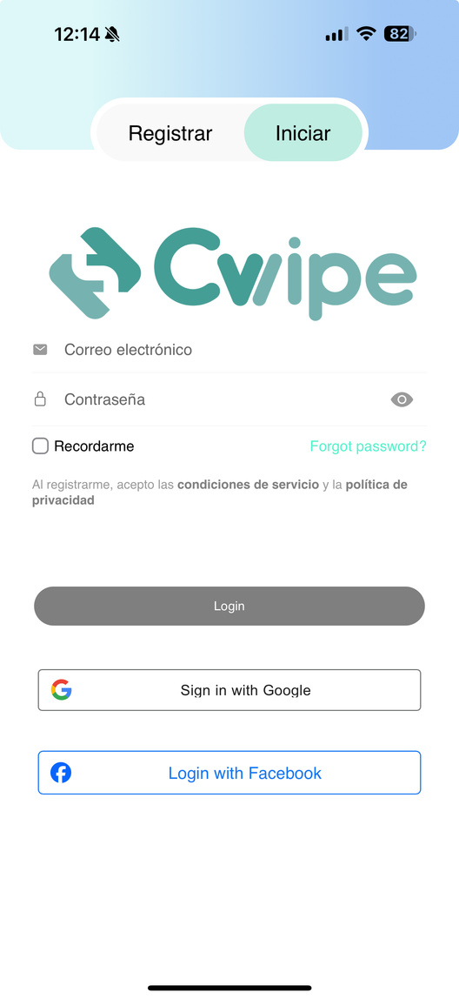 12:14
82
Registrar
Iniciar
Cvvipe
Correo electrónico
Contraseña
Recordarme
Forgot password?
Al registrarme, acepto las condiciones de servicio y la política de
privacidad
Login
Sign in with Google
Login with Facebook